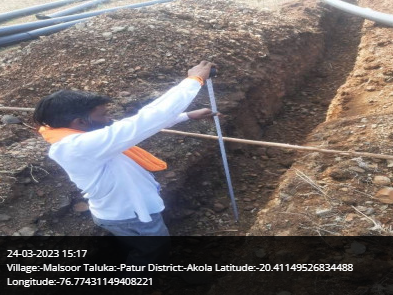 24-03-2023 15:17
Village:-Malsoor Taluka:-Patur District:-Akola Latitude:-20.41149526834488
Longitude:-76.77431149408221